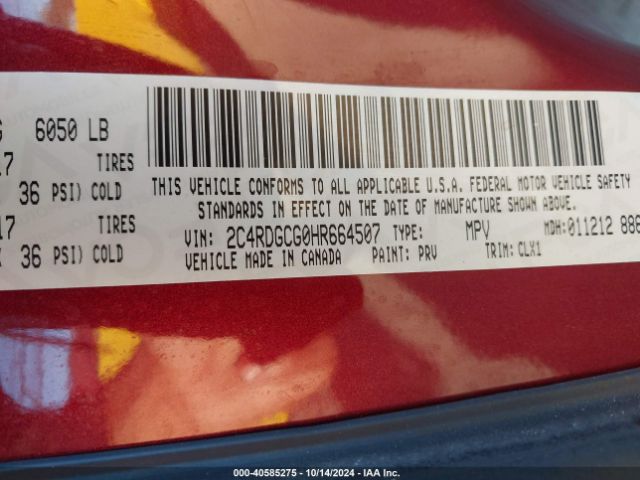 6050 LB
TIRES
36 PSI) COLD
TIRES
36 PSI) COLD
THIS VEHICLE CONFORMS TO ALL APPLICABLE U.S.A. FEDERAL MOTOR VEHICLE SAFETY
STANDARDS IN EFFECT ON THE DATE OF MANUFACTURE SHOWN ABOVE.
VIN: 2C4RDGCG0HR664507 TYPE: MPV MDH:011212 888
VEHICLE MADE IN CANADA PAINT: PRV TRIM: CLX1
000-40585275 | 10/14/2024 | IAA Inc.